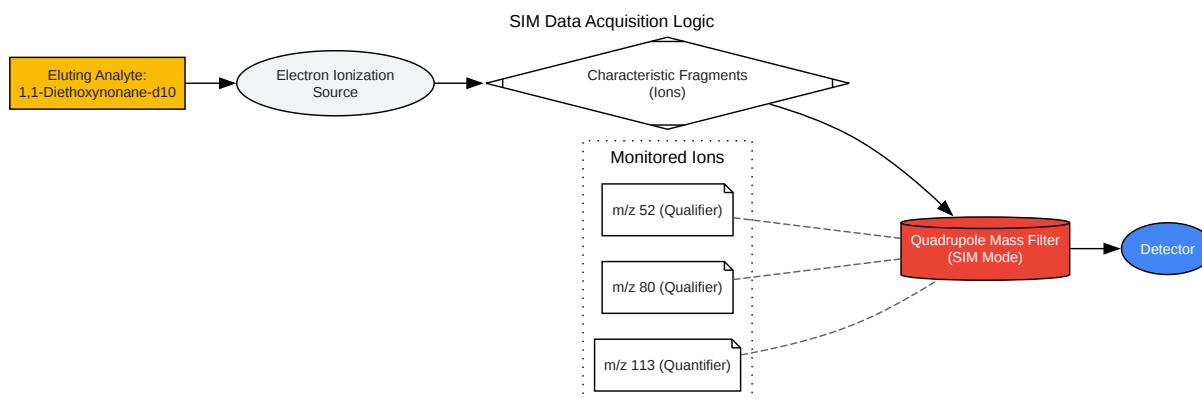 SIM Data Acquisition Logic
Eluting Analyte:
1,1-Diethoxynonane-d10
Electron Ionization
Source
Characteristic Fragments
(Ions)
Monitored Ions
m/z 52 (Qualifier)
m/z 80 (Qualifier)
m/z 113 (Quantifier)
Quadrupole Mass Filter
(SIM Mode)
Detector